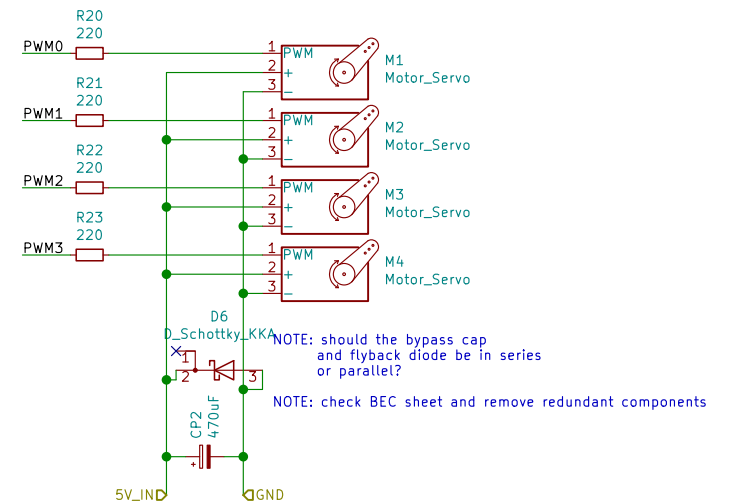 R20
220
PWM0
1
PWM
2
+
3
−
M1
Motor_Servo
R21
220
PWM1
1
PWM
2
+
3
−
M2
Motor_Servo
R22
220
PWM2
1
PWM
2
+
3
−
M3
Motor_Servo
R23
220
PWM3
1
PWM
2
+
3
−
M4
Motor_Servo
D6
D_Schottky_KKA
1
2
3
NOTE: should the bypass cap
and flyback diode be in series
or parallel?
NOTE: check BEC sheet and remove redundant components
CP2
470uF
+
5V_IN
GND